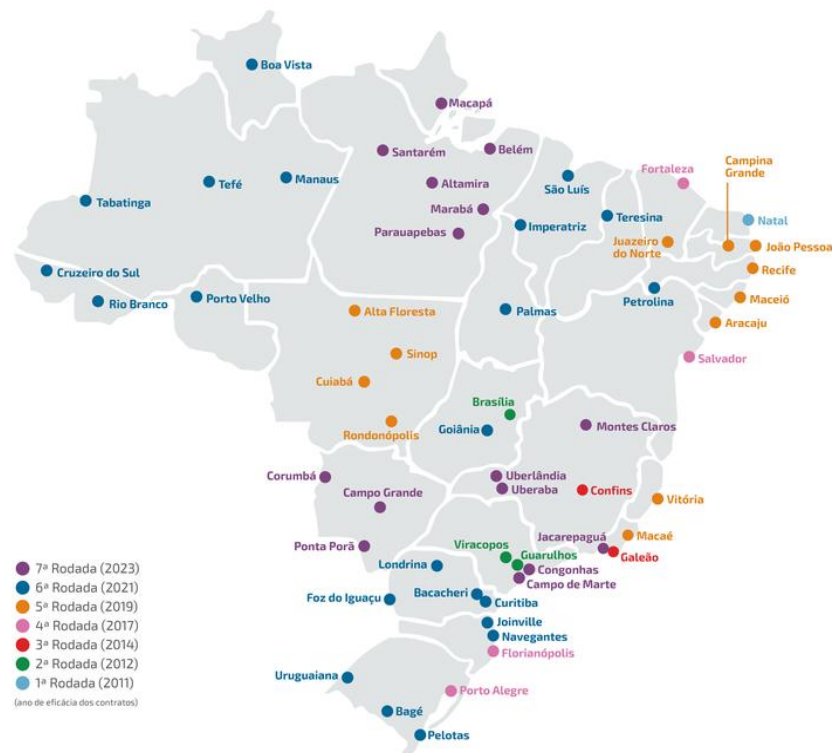 Boa Vista
Macapá
Santarém
Belém
Fortaleza
Campina
Grande
Tefé
Manaus
Altamira
São Luís
Tabatinga
Marabá
Imperatriz
Teresina
Natal
Parauapebas
Juazeiro
do Norte
João Pessoa
Cruzeiro do Sul
Recife
Rio Branco
Porto Velho
Petrolina
Maceió
Alta Floresta
Palmas
Aracaju
Sinop
Salvador
Cuiabá
Brasília
Rondonópolis
Goiânia
Montes Claros
Corumbá
Uberlândia
Uberaba
Confins
Campo Grande
Vitória
Jacarepaguá
Macaé
Ponta Porã
Viracopos
Guarulhos
Galeão
Londrina
Congonhas
Campo de Marte
Foz do Iguaçu
Bacacheri
Curitiba
Joinville
Navegantes
Florianópolis
Uruguaiana
Porto Alegre
Bagé
Pelotas
7ª Rodada (2023)
6ª Rodada (2021)
5ª Rodada (2019)
4ª Rodada (2017)
3ª Rodada (2014)
2ª Rodada (2012)
1ª Rodada (2011)
(ano de eficácia dos contratos)